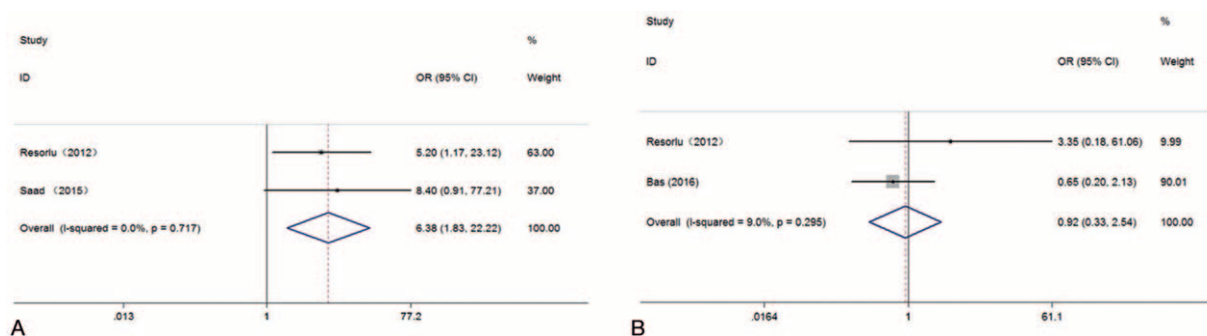 Study %
ID OR (95% CI) Weight
Resorlu（2012） 5.20 (1.17, 23.12) 63.00
Saad （2015） 8.40 (0.91, 77.21) 37.00
Overall (I-squared = 0.0%, p = 0.717) 6.38 (1.83, 22.22) 100.00
.013 1 77.2
A
Study %
ID OR (95% CI) Weight
Resorlu (2012) 3.35 (0.18, 61.06) 9.99
Bas (2016) 0.65 (0.20, 2.13) 90.01
Overall (I-squared = 9.0%, p = 0.295) 0.92 (0.33, 2.54) 100.00
.0164 1 61.1
B